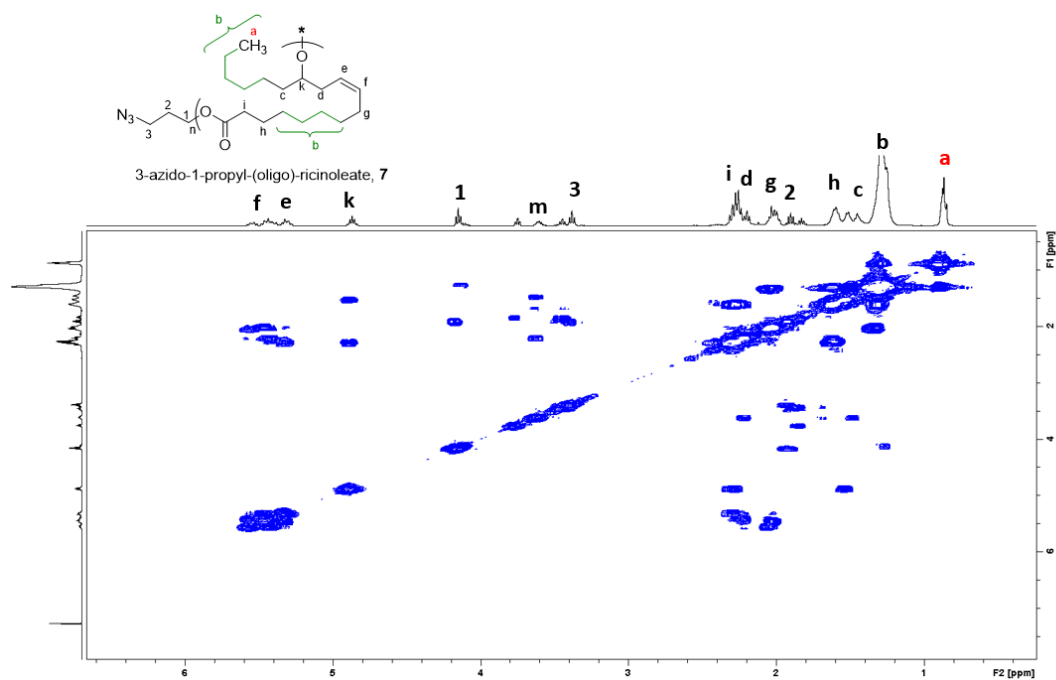 b
a
CH3
*
O
e
f
k
c
d
g
i
2
1
N3
O
3
n
h
O
b
3-azido-1-propyl-(oligo)-ricinoleate, 7
f e k 1 m 3 i d g 2 h c b a
F1 [ppm]
2
4
6
6 5 4 3 2 1 F2 [ppm]